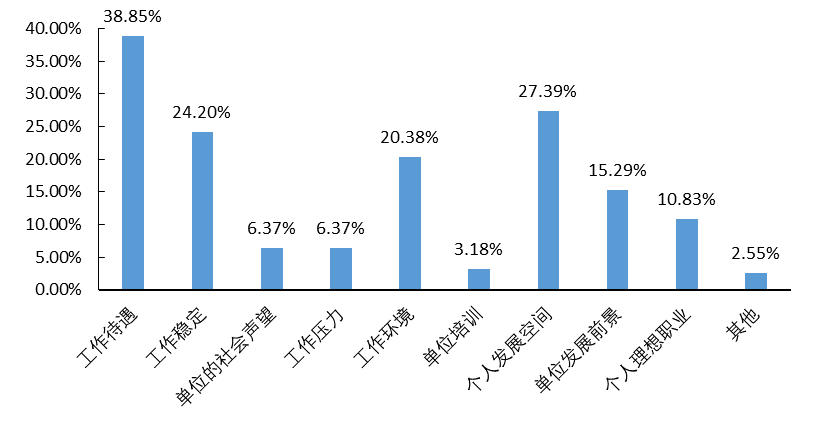 38.85%
40.00%
35.00%
30.00%
25.00%
20.00%
15.00%
10.00%
5.00%
0.00%
24.20%
6.37%
6.37%
20.38%
3.18%
27.39%
15.29%
10.83%
2.55%
工作待遇
工作稳定
单位的社会声望
工作压力
工作环境
单位培训
个人发展空间
单位发展前景
个人理想职业
其他